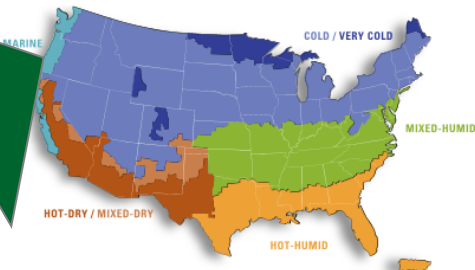 MARINE
COLD / VERY COLD
MIXED-HUMID
HOT-DRY / MIXED-DRY
HOT-HUMID